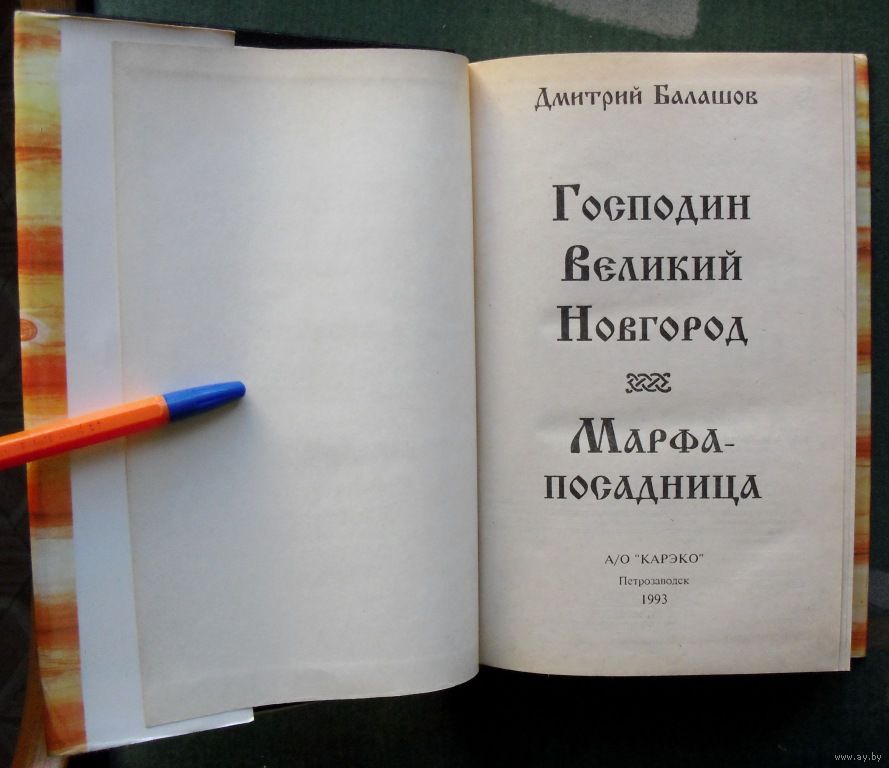 Дмитрий Балашов
Господин
Великий
Новгород
Марфа-
посадница
А/О "КАРЭКО"
Петрозаводск
1993
www.ay.by